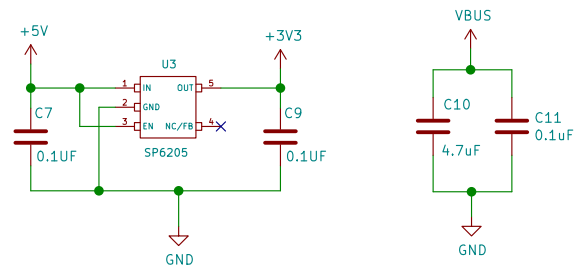 +5V
U3
+3V3
VBUS
1 IN
OUT 5
2 GND
3 EN
NC/FB 4
C7
0.1UF
C9
0.1UF
SP6205
C10
4.7uF
C11
0.1uF
GND
GND